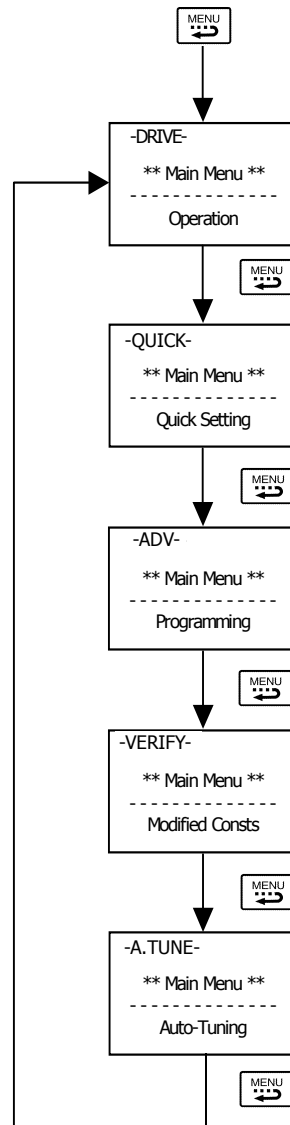 MENU
-DRIVE-
** Main Menu **
- - - - - - - - - - - - - -
Operation
MENU
-QUICK-
** Main Menu **
- - - - - - - - - - - - - -
Quick Setting
MENU
-ADV-
** Main Menu **
- - - - - - - - - - - - - -
Programming
MENU
-VERIFY-
** Main Menu **
- - - - - - - - - - - - - -
Modified Consts
MENU
-A.TUNE-
** Main Menu **
- - - - - - - - - - - - - -
Auto-Tuning
MENU